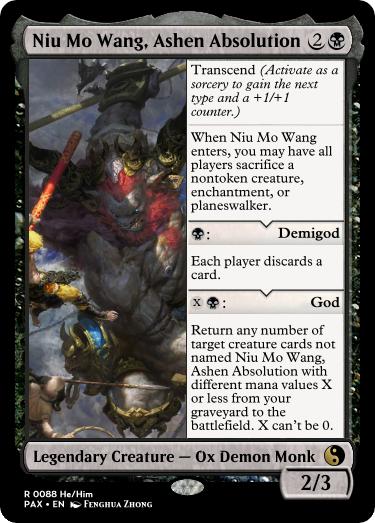 Niu Mo Wang, Ashen Absolution 2
Transcend (Activate as a
sorcery to gain the next
type and a +1/+1
counter.)
When Niu Mo Wang
enters, you may have all
players sacrifice a
nontoken creature,
enchantment, or
planeswalker.
: Demigod
Each player discards a
card.
X : God
Return any number of
target creature cards not
named Niu Mo Wang,
Ashen Absolution with
different mana values X
or less from your
graveyard to the
battlefield. X can't be 0.
Legendary Creature — Ox Demon Monk
2/3
R 0088 He/Him
PAX • EN Fenghua Zhong